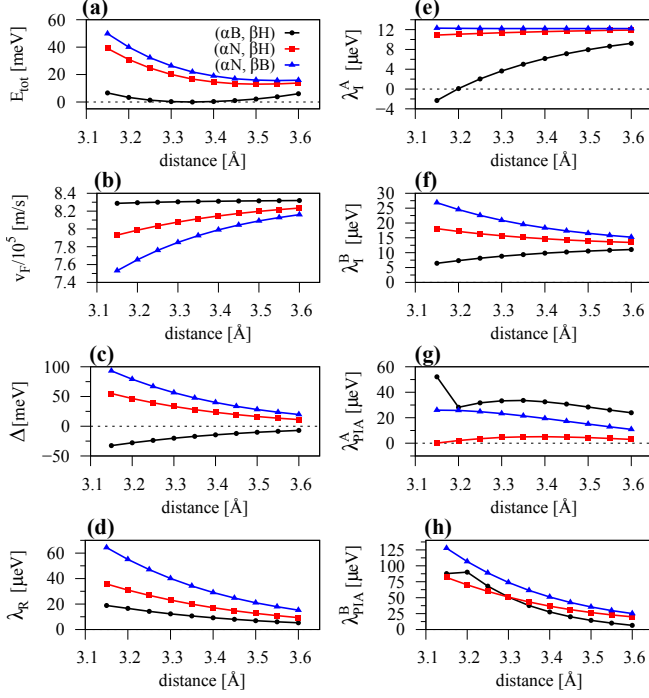 (a)
E_tot [meV]
60
40
20
0
(αB, βH)
(αN, βH)
(αN, βB)
3.1 3.2 3.3 3.4 3.5 3.6
distance [Å]
(e)
λ_I^A [µeV]
12
8
4
0
−4
3.1 3.2 3.3 3.4 3.5 3.6
distance [Å]
(b)
v_F/10^5 [m/s]
8.4
8.2
8
7.8
7.6
7.4
3.1 3.2 3.3 3.4 3.5 3.6
distance [Å]
(f)
λ_I^B [µeV]
30
25
20
15
10
5
0
3.1 3.2 3.3 3.4 3.5 3.6
distance [Å]
(c)
Δ [meV]
100
50
0
−50
3.1 3.2 3.3 3.4 3.5 3.6
distance [Å]
(g)
λ_PIA^A [µeV]
60
40
20
0
3.1 3.2 3.3 3.4 3.5 3.6
distance [Å]
(d)
λ_R [µeV]
60
40
20
0
3.1 3.2 3.3 3.4 3.5 3.6
distance [Å]
(h)
λ_PIA^B [µeV]
125
100
75
50
25
0
3.1 3.2 3.3 3.4 3.5 3.6
distance [Å]